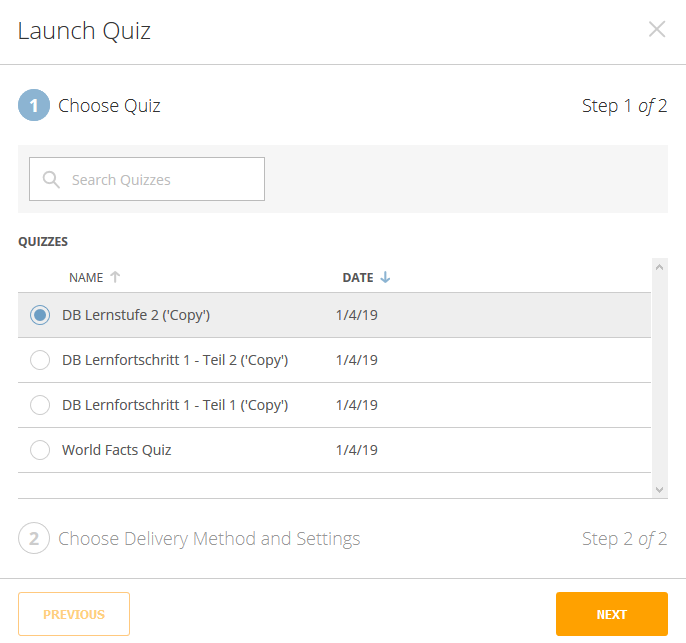 Launch Quiz
1 Choose Quiz Step 1 of 2
Search Quizzes
QUIZZES
NAME DATE
DB Lernstufe 2 ('Copy') 1/4/19
DB Lernfortschritt 1 - Teil 2 ('Copy') 1/4/19
DB Lernfortschritt 1 - Teil 1 ('Copy') 1/4/19
World Facts Quiz 1/4/19
2 Choose Delivery Method and Settings Step 2 of 2
PREVIOUS NEXT